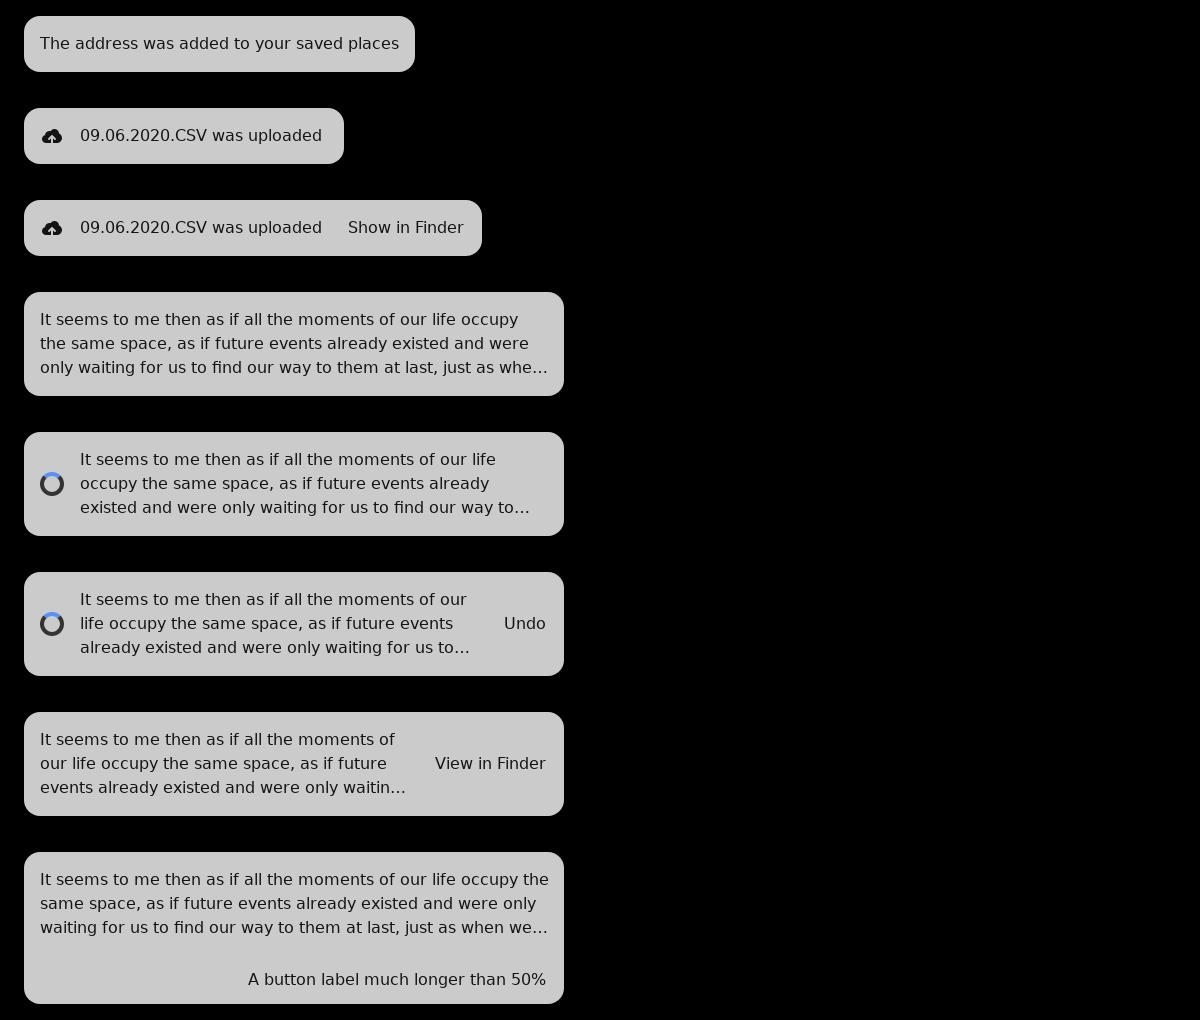 The address was added to your saved places
09.06.2020.CSV was uploaded
09.06.2020.CSV was uploaded Show in Finder
It seems to me then as if all the moments of our life occupy
the same space, as if future events already existed and were
only waiting for us to find our way to them at last, just as whe…
It seems to me then as if all the moments of our life
occupy the same space, as if future events already
existed and were only waiting for us to find our way to…
It seems to me then as if all the moments of our
life occupy the same space, as if future events
already existed and were only waiting for us to…
Undo
It seems to me then as if all the moments of
our life occupy the same space, as if future
events already existed and were only waitin…
View in Finder
It seems to me then as if all the moments of our life occupy the
same space, as if future events already existed and were only
waiting for us to find our way to them at last, just as when we…
A button label much longer than 50%